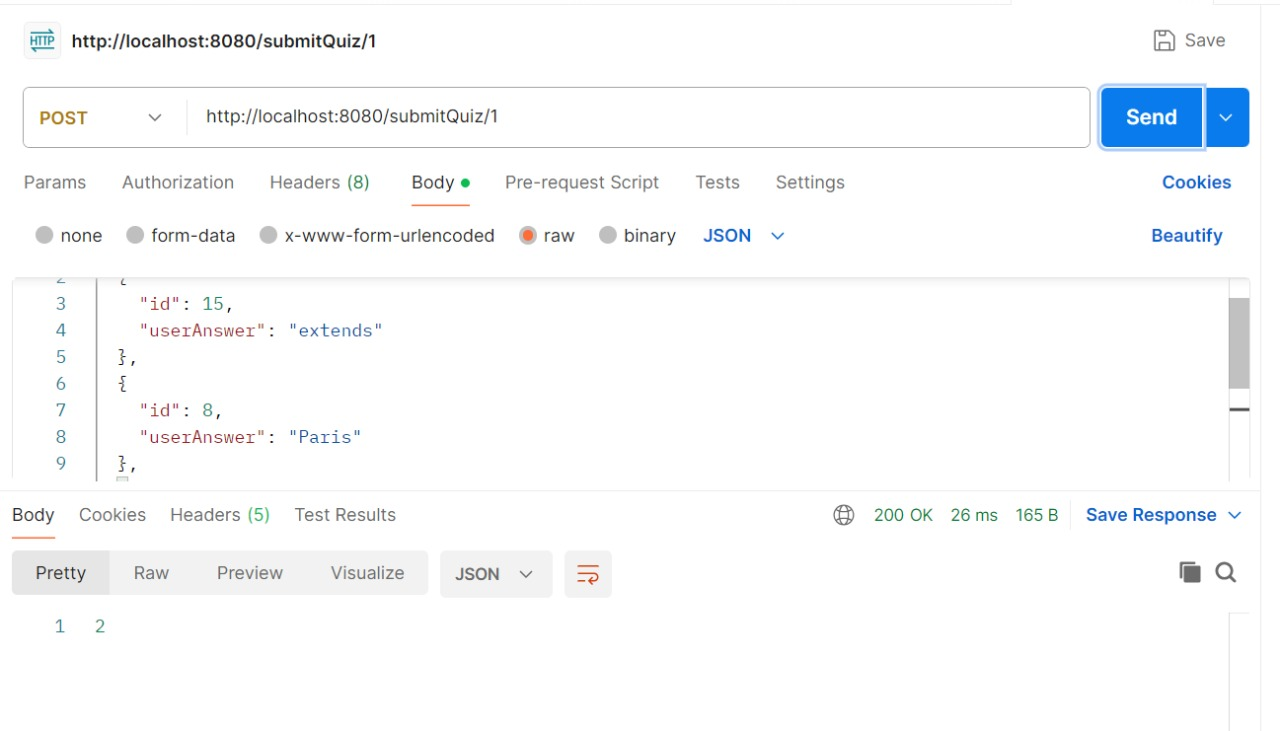 HTTP http://localhost:8080/submitQuiz/1 Save
POST http://localhost:8080/submitQuiz/1 Send
Params Authorization Headers (8) Body Pre-request Script Tests Settings Cookies
none form-data x-www-form-urlencoded raw binary JSON Beautify
2 {
3 "id": 15,
4 "userAnswer": "extends"
5 },
6 {
7 "id": 8,
8 "userAnswer": "Paris"
9 },
Body Cookies Headers (5) Test Results 200 OK 26 ms 165 B Save Response
Pretty Raw Preview Visualize JSON
1 2